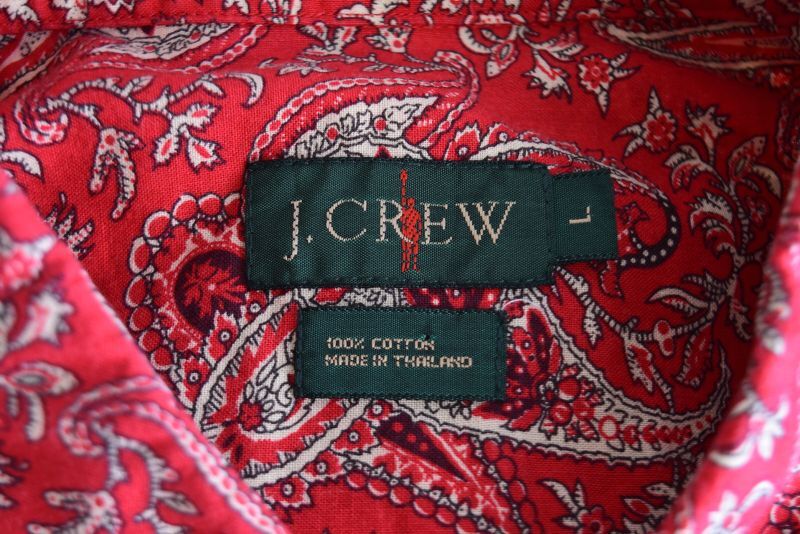 J.CREW
L
100% COTTON
MADE IN THAILAND